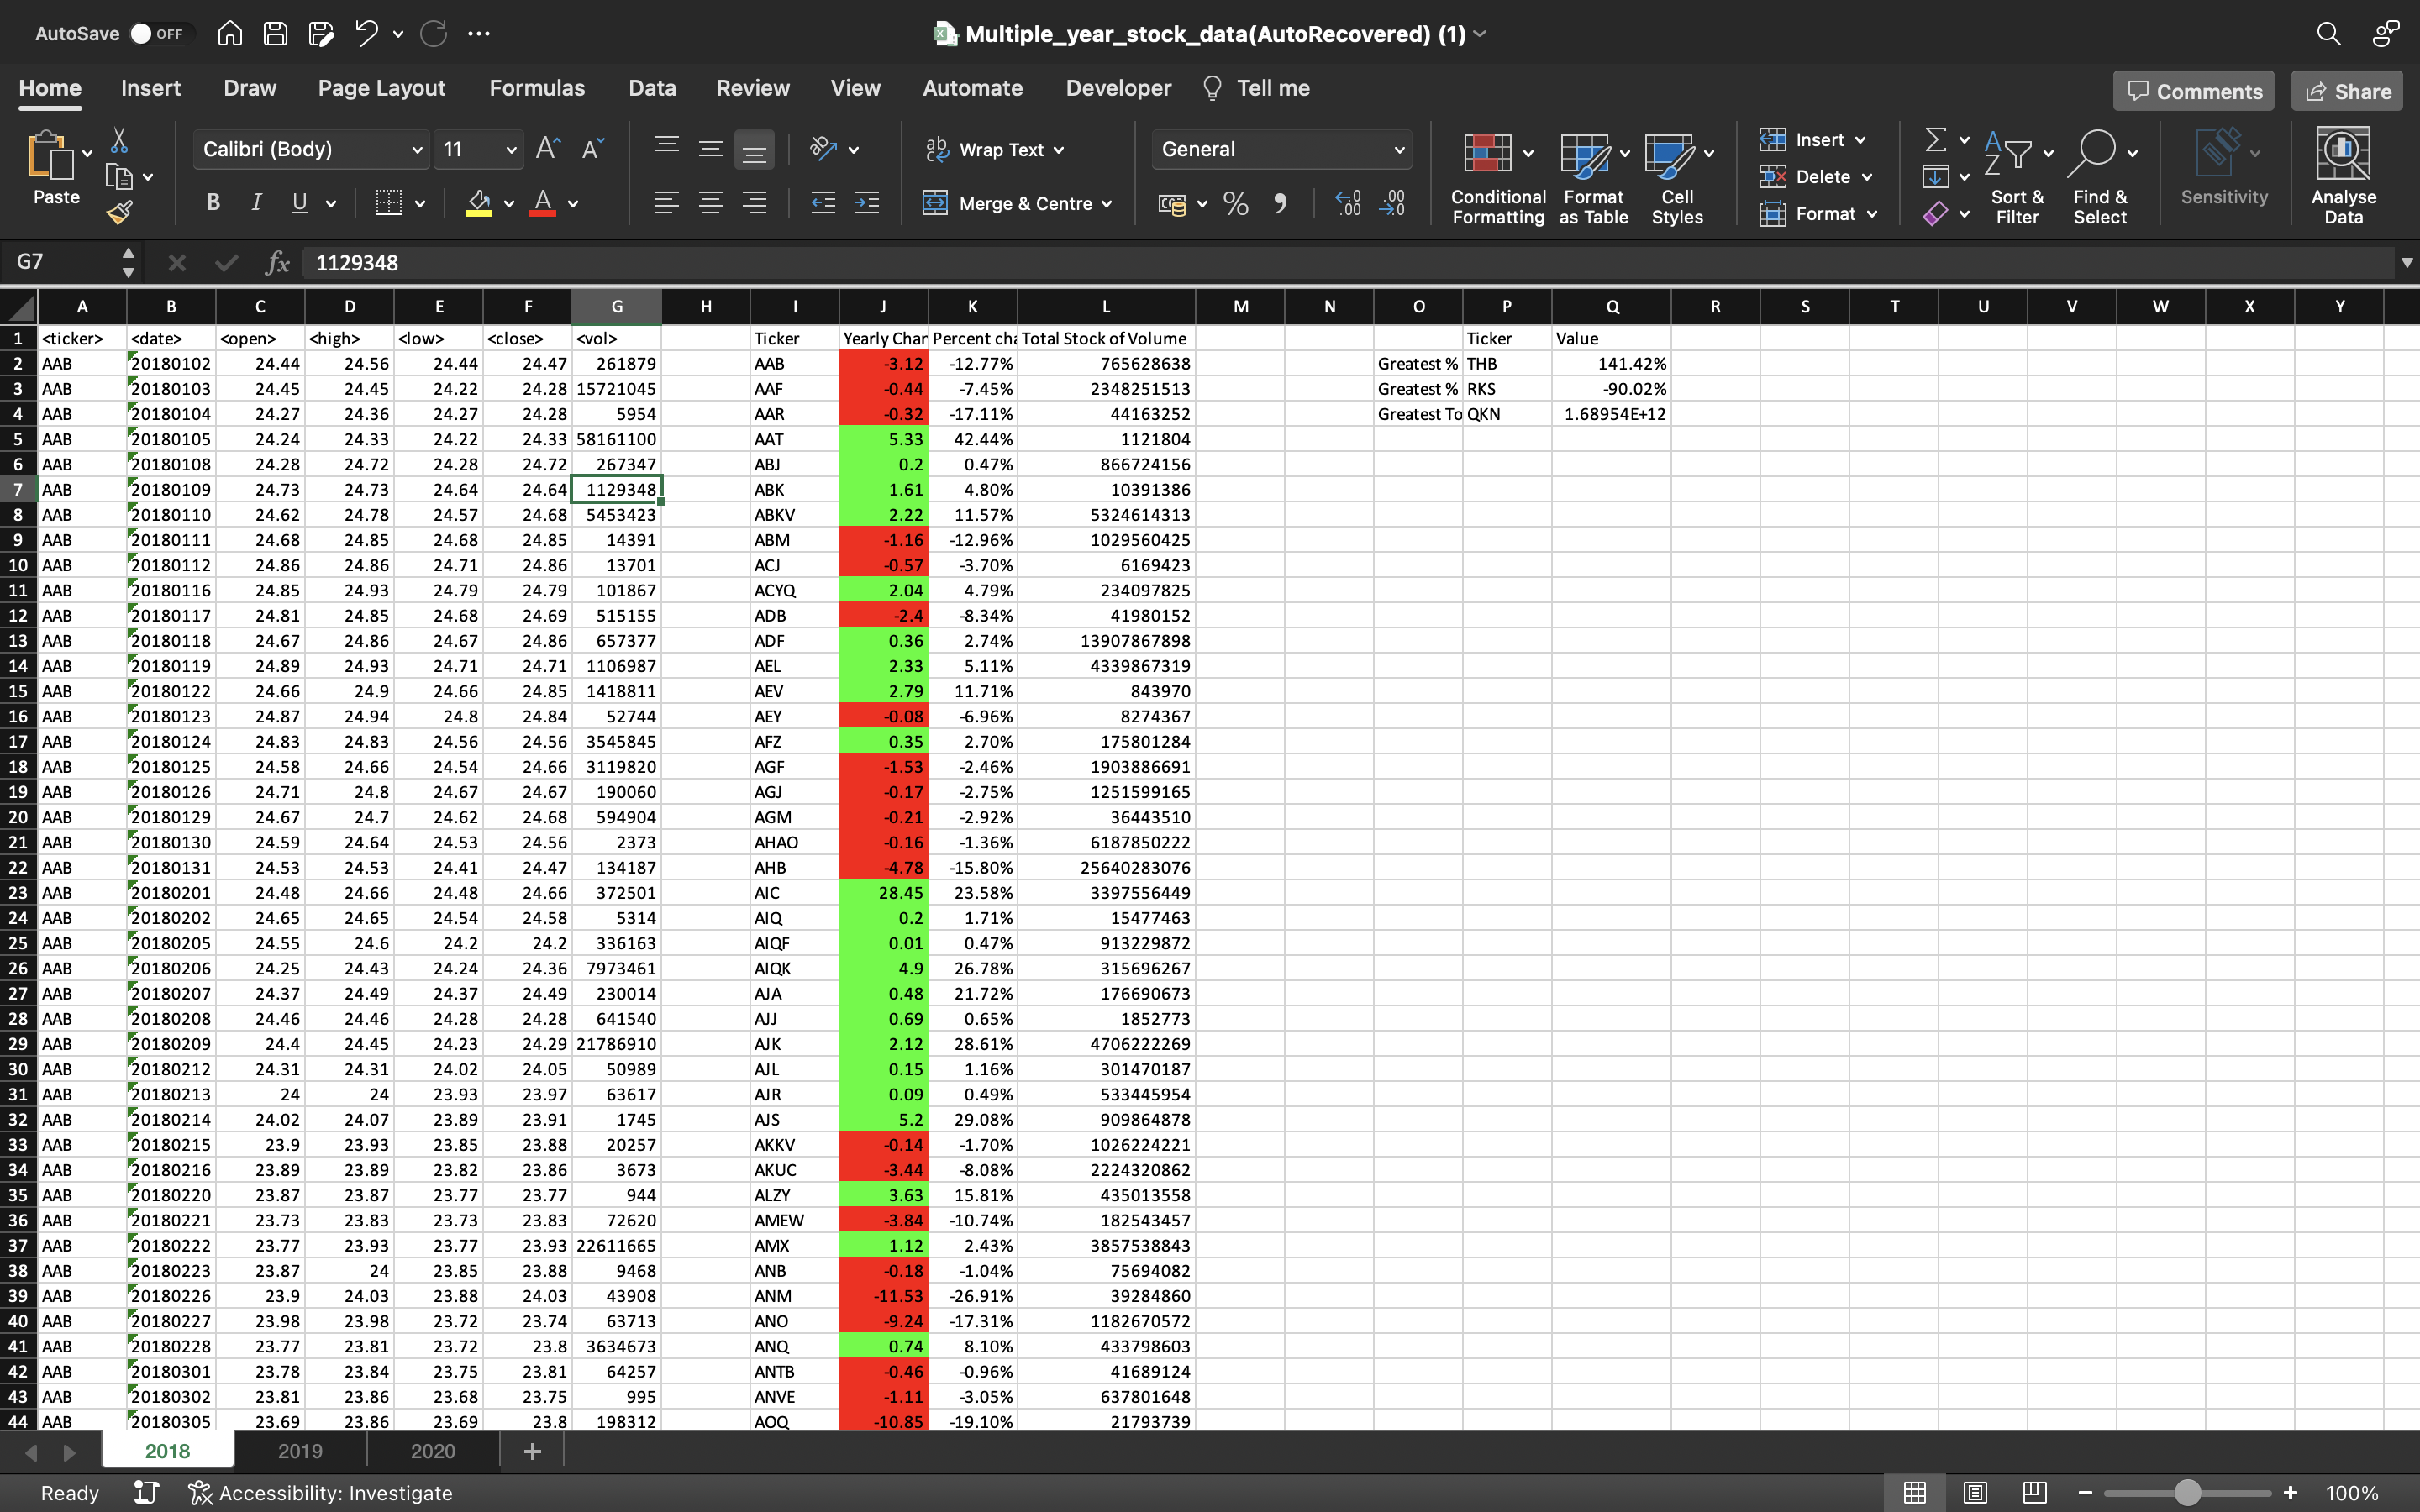 AutoSave OFF Multiple_year_stock_data(AutoRecovered) (1)
Home Insert Draw Page Layout Formulas Data Review View Automate Developer Tell me Comments Share
Paste Calibri (Body) 11 Wrap Text Merge & Centre General Conditional Formatting Format as Table Cell Styles Insert Delete Format Sort & Filter Find & Select Sensitivity Analyse Data
G7 fx 1129348
A B C D E F G H I J K L M N O P Q R S T U V W X Y
1 <ticker> <date> <open> <high> <low> <close> <vol> Ticker Yearly Char Percent cha Total Stock of Volume Ticker Value
2 AAB 20180102 24.44 24.56 24.44 24.47 261879 AAB -3.12 -12.77% 765628638 Greatest % THB 141.42%
3 AAB 20180103 24.45 24.45 24.22 24.28 15721045 AAF -0.44 -7.45% 2348251513 Greatest % RKS -90.02%
4 AAB 20180104 24.27 24.36 24.27 24.28 5954 AAR -0.32 -17.11% 44163252 Greatest To QKN 1.68954E+12
5 AAB 20180105 24.24 24.33 24.22 24.33 58161100 AAT 5.33 42.44% 1121804
6 AAB 20180108 24.28 24.72 24.28 24.72 267347 ABJ 0.2 0.47% 866724156
7 AAB 20180109 24.73 24.73 24.64 24.64 1129348 ABK 1.61 4.80% 10391386
8 AAB 20180110 24.62 24.78 24.57 24.68 5453423 ABKV 2.22 11.57% 5324614313
9 AAB 20180111 24.68 24.85 24.68 24.85 14391 ABM -1.16 -12.96% 1029560425
10 AAB 20180112 24.86 24.86 24.71 24.86 13701 ACJ -0.57 -3.70% 6169423
11 AAB 20180116 24.85 24.93 24.79 24.79 101867 ACYQ 2.04 4.79% 234097825
12 AAB 20180117 24.81 24.85 24.68 24.69 515155 ADB -2.4 -8.34% 41980152
13 AAB 20180118 24.67 24.86 24.67 24.86 657377 ADF 0.36 2.74% 13907867898
14 AAB 20180119 24.89 24.93 24.71 24.71 1106987 AEL 2.33 5.11% 4339867319
15 AAB 20180122 24.66 24.9 24.66 24.85 1418811 AEV 2.79 11.71% 843970
16 AAB 20180123 24.87 24.94 24.8 24.84 52744 AEY -0.08 -6.96% 8274367
17 AAB 20180124 24.83 24.83 24.56 24.56 3545845 AFZ 0.35 2.70% 175801284
18 AAB 20180125 24.58 24.66 24.54 24.66 3119820 AGF -1.53 -2.46% 1903886691
19 AAB 20180126 24.71 24.8 24.67 24.67 190060 AGJ -0.17 -2.75% 1251599165
20 AAB 20180129 24.67 24.7 24.62 24.68 594904 AGM -0.21 -2.92% 36443510
21 AAB 20180130 24.59 24.64 24.53 24.56 2373 AHAO -0.16 -1.36% 6187850222
22 AAB 20180131 24.53 24.53 24.41 24.47 134187 AHB -4.78 -15.80% 25640283076
23 AAB 20180201 24.48 24.66 24.48 24.66 372501 AIC 28.45 23.58% 3397556449
24 AAB 20180202 24.65 24.65 24.54 24.58 5314 AIQ 0.2 1.71% 15477463
25 AAB 20180205 24.55 24.6 24.2 24.2 336163 AIQF 0.01 0.47% 913229872
26 AAB 20180206 24.25 24.43 24.24 24.36 7973461 AIQK 4.9 26.78% 315696267
27 AAB 20180207 24.37 24.49 24.37 24.49 230014 AJA 0.48 21.72% 176690673
28 AAB 20180208 24.46 24.46 24.28 24.28 641540 AJJ 0.69 0.65% 1852773
29 AAB 20180209 24.4 24.45 24.23 24.29 21786910 AJK 2.12 28.61% 4706222269
30 AAB 20180212 24.31 24.31 24.02 24.05 50989 AJL 0.15 1.16% 301470187
31 AAB 20180213 24 24 23.93 23.97 63617 AJR 0.09 0.49% 533445954
32 AAB 20180214 24.02 24.07 23.89 23.91 1745 AJS 5.2 29.08% 909864878
33 AAB 20180215 23.9 23.93 23.85 23.88 20257 AKKV -0.14 -1.70% 1026224221
34 AAB 20180216 23.89 23.89 23.82 23.86 3673 AKUC -3.44 -8.08% 2224320862
35 AAB 20180220 23.87 23.87 23.77 23.77 944 ALZY 3.63 15.81% 435013558
36 AAB 20180221 23.73 23.83 23.73 23.83 72620 AMEW -3.84 -10.74% 182543457
37 AAB 20180222 23.77 23.93 23.77 23.93 22611665 AMX 1.12 2.43% 3857538843
38 AAB 20180223 23.87 24 23.85 23.88 9468 ANB -0.18 -1.04% 75694082
39 AAB 20180226 23.9 24.03 23.88 24.03 43908 ANM -11.53 -26.91% 39284860
40 AAB 20180227 23.98 23.98 23.72 23.74 63713 ANO -9.24 -17.31% 1182670572
41 AAB 20180228 23.77 23.81 23.72 23.8 3634673 ANQ 0.74 8.10% 433798603
42 AAB 20180301 23.78 23.84 23.75 23.81 64257 ANTB -0.46 -0.96% 41689124
43 AAB 20180302 23.81 23.86 23.68 23.75 995 ANVE -1.11 -3.05% 637801648
44 AAB 20180305 23.69 23.86 23.69 23.8 198312 AOQ -10.85 -19.10% 21793739
2018 2019 2020 +
Ready Accessibility: Investigate 100%